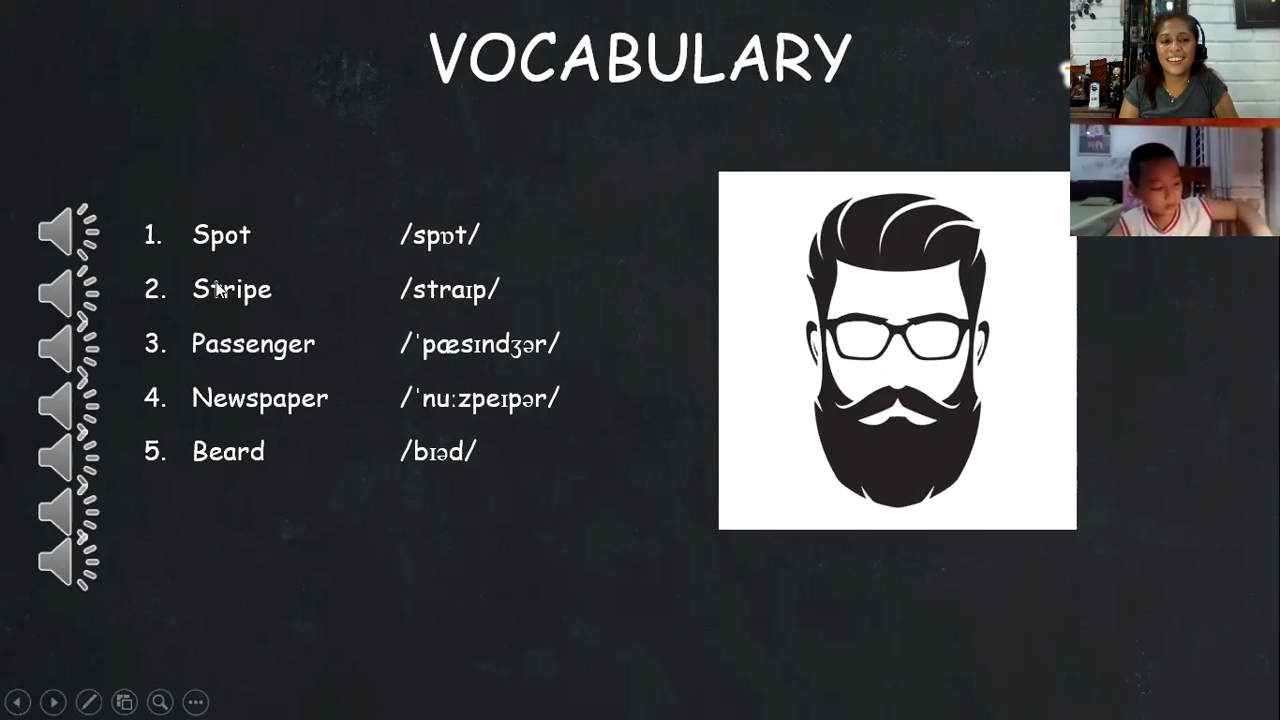 VOCABULARY
1. Spot /spɒt/
2. Stripe /straɪp/
3. Passenger /ˈpæsɪndʒər/
4. Newspaper /ˈnuːzpeɪpər/
5. Beard /bɪəd/